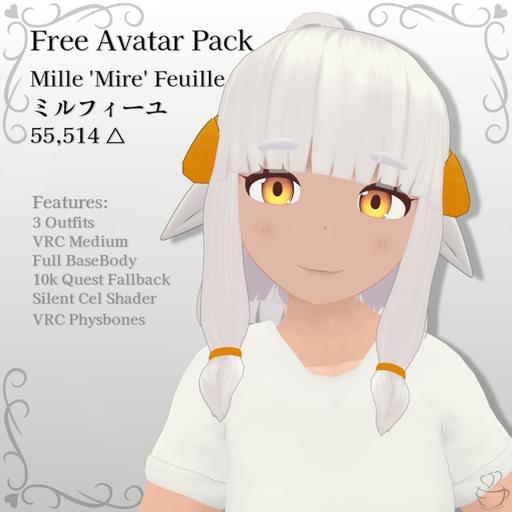 Free Avatar Pack
Mille 'Mire' Feuille
ミルフィーユ
55,514 △
Features:
3 Outfits
VRC Medium
Full BaseBody
10k Quest Fallback
Silent Cel Shader
VRC Physbones